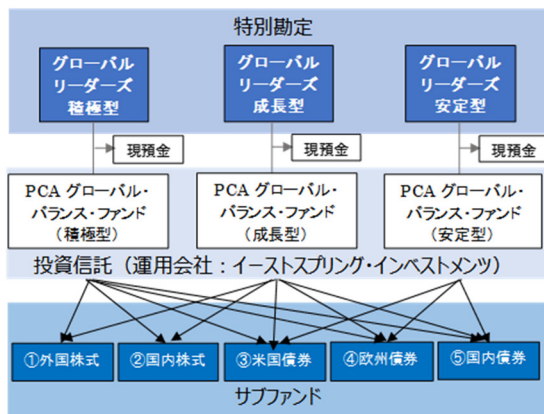 特別勘定
グローバル
リーダーズ
積極型
グローバル
リーダーズ
成長型
グローバル
リーダーズ
安定型
現預金
現預金
現預金
PCA グローバル・
バランス・ファンド
（積極型）
PCA グローバル・
バランス・ファンド
（成長型）
PCA グローバル・
バランス・ファンド
（安定型）
投資信託（運用会社：イーストスプリング・インベストメンツ）
①外国株式
②国内株式
③米国債券
④欧州債券
⑤国内債券
サブファンド